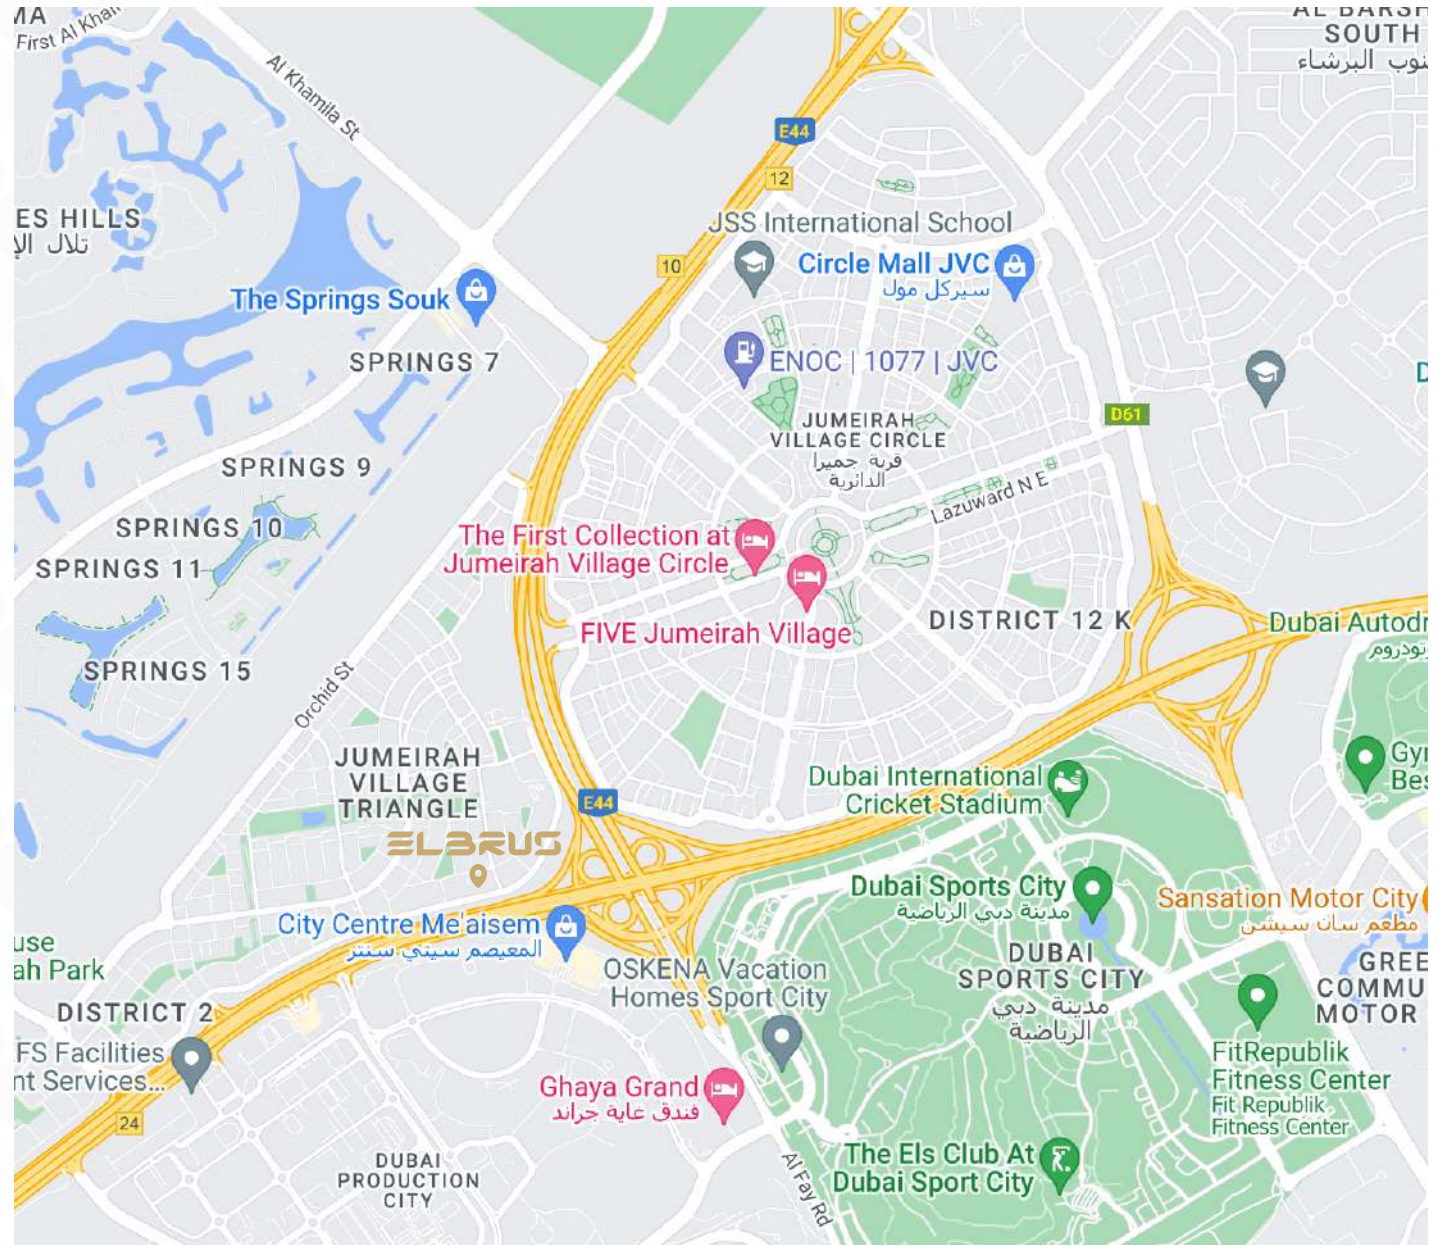 First Al Khail
AL BARSH
SOUTH
نوب البرشاء
Al Khamila St
E44
12
ES HILLS
تلال الإ
JSS International School
10
Circle Mall JVC
سيركل مول
The Springs Souk
SPRINGS 7
ENOC | 1077 | JVC
D61
JUMEIRAH
VILLAGE CIRCLE
قرية جميرا
الدائرية
SPRINGS 9
Lazuward N E
SPRINGS 10
The First Collection at
Jumeirah Village Circle
SPRINGS 11
FIVE Jumeirah Village
DISTRICT 12 K
Dubai Autodr
وتودروم
SPRINGS 15
Orchid St
JUMEIRAH
VILLAGE
TRIANGLE
E44
Dubai International
Cricket Stadium
Gyr
Bes
ELBRUS
Dubai Sports City
مدينة دبي الرياضية
Sansation Motor City
مطعم سان سيشن
City Centre Me'aisem
المعيصم سيتي سنتر
use
ah Park
DUBAI
SPORTS CITY
مدينة دبي
الرياضية
OSKENA Vacation
Homes Sport City
GREE
COMMU
MOTOR
DISTRICT 2
FS Facilities
nt Services...
FitRepublik
Fitness Center
Fit Republik
Fitness Center
Ghaya Grand
فندق غاية جراند
24
DUBAI
PRODUCTION
CITY
Al Fay Rd
The Els Club At
Dubai Sport City